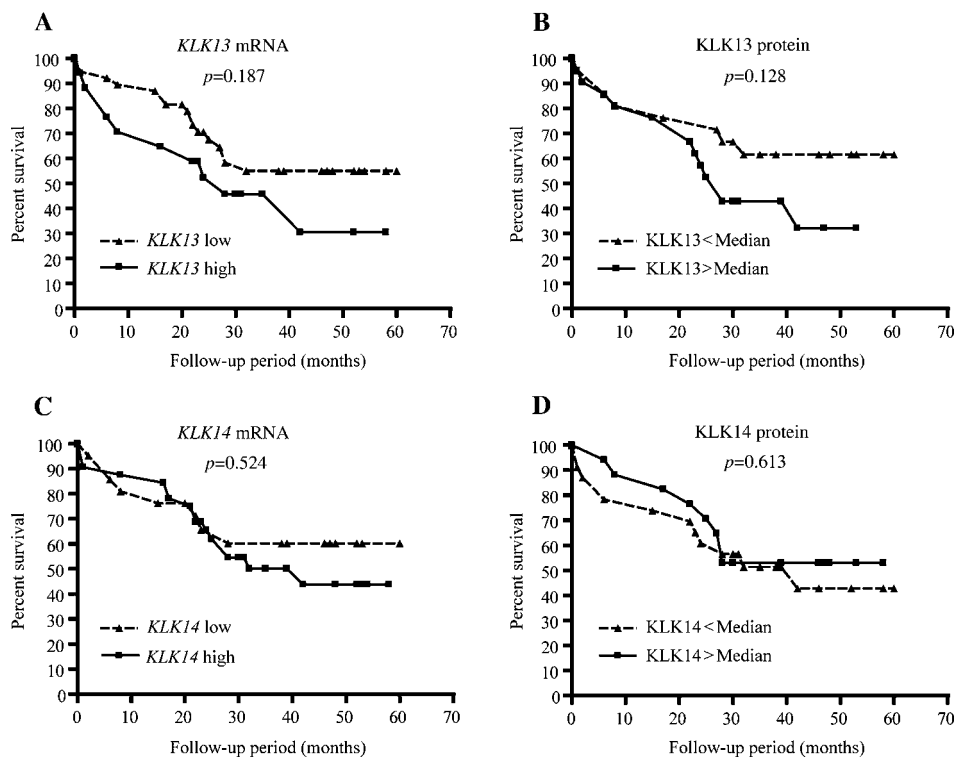 A
KLK13 mRNA
p=0.187
100
90
80
70
60
50
40
30
20
10
0
Percent survival
KLK13 low
KLK13 high
0 10 20 30 40 50 60 70
Follow-up period (months)
B
KLK13 protein
p=0.128
100
90
80
70
60
50
40
30
20
10
0
Percent survival
KLK13<Median
KLK13>Median
0 10 20 30 40 50 60 70
Follow-up period (months)
C
KLK14 mRNA
p=0.524
100
90
80
70
60
50
40
30
20
10
0
Percent survival
KLK14 low
KLK14 high
0 10 20 30 40 50 60 70
Follow-up period (months)
D
KLK14 protein
p=0.613
100
90
80
70
60
50
40
30
20
10
0
Percent survival
KLK14<Median
KLK14>Median
0 10 20 30 40 50 60 70
Follow-up period (months)